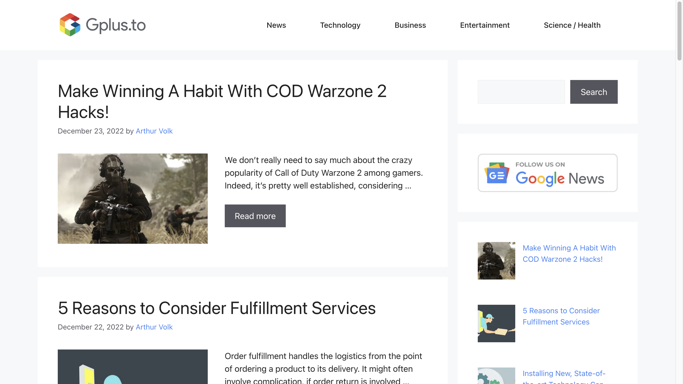 Gplus.to
News
Technology
Business
Entertainment
Science / Health
Make Winning A Habit With COD Warzone 2
Hacks!
December 23, 2022 by Arthur Volk
We don’t really need to say much about the crazy
popularity of Call of Duty Warzone 2 among gamers.
Indeed, it’s pretty well established, considering ...
Read more
5 Reasons to Consider Fulfillment Services
December 22, 2022 by Arthur Volk
Order fulfillment handles the logistics from the point
of ordering a product to its delivery. It might often
involve complication, if order return is involved ...
Search
FOLLOW US ON
Google News
Make Winning A Habit With
COD Warzone 2 Hacks!
5 Reasons to Consider
Fulfillment Services
Installing New, State-of-
the-art Technology Can